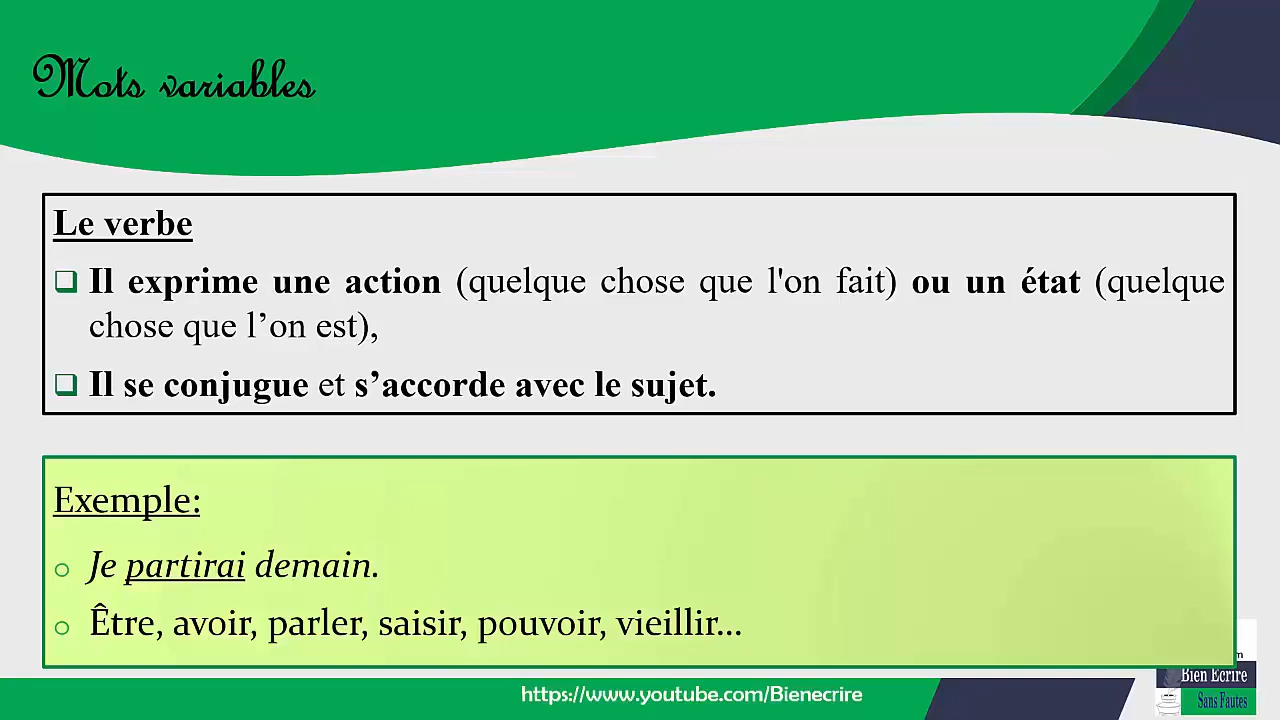 Mots variables
Le verbe
❑ Il exprime une action (quelque chose que l'on fait) ou un état (quelque
chose que l’on est),
❑ Il se conjugue et s’accorde avec le sujet.
Exemple:
o Je partirai demain.
o Être, avoir, parler, saisir, pouvoir, vieillir...
https://www.youtube.com/Bienecrire
Bien Ecrire
Sans Fautes